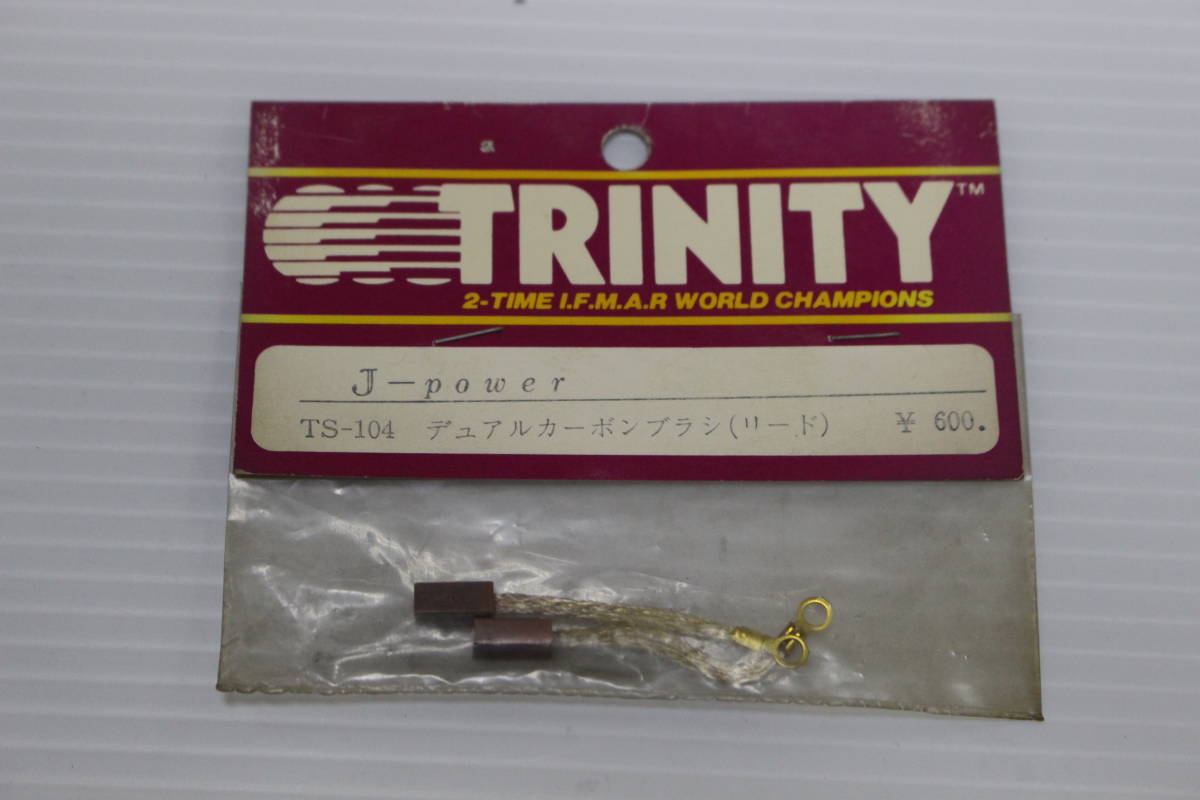 TRINITY™
2-TIME I.F.M.A.R WORLD CHAMPIONS
J-power
TS-104 デュアルカーボンブラシ(リード) ¥ 600.